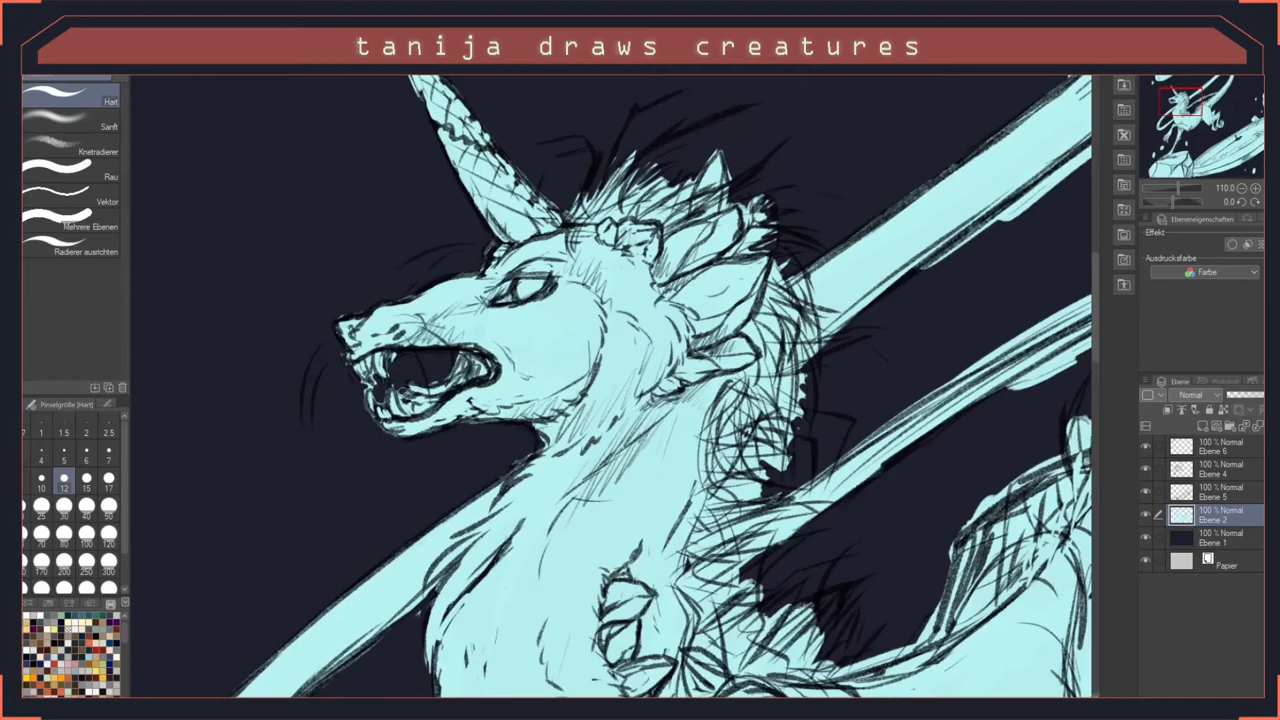 tanija draws creatures
Hart
Sanft
Knetradierer
Rau
Vektor
Mehrere Ebenen
Radierer ausrichten
Pinselgröße [Hart]
7 1 1.5 2 2.5
4 5 6 7
10 12 15 17
25 30 40 50
70 80 100 120
170 200 250 300
110.0
0.0
Ebeneneigenschaften
Effekt
Ausdrucksfarbe
Farbe
Ebene
Normal
100 % Normal
Ebene 6
100 % Normal
Ebene 4
100 % Normal
Ebene 5
100 % Normal
Ebene 2
100 % Normal
Ebene 1
Papier